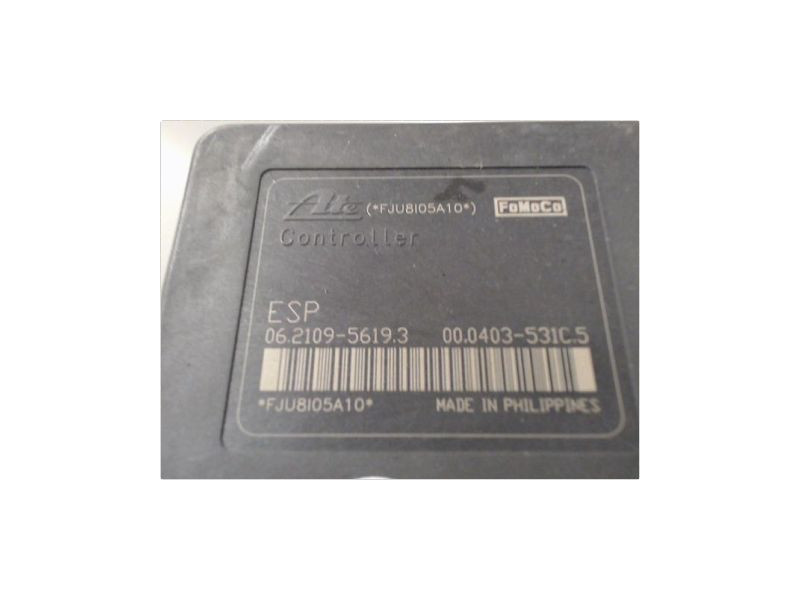 Ate (*FJU8I05A10*) FoMoCo
Controller
ESP
06.2109-5619.3 00.0403-531C.5
*FJU8I05A10* MADE IN PHILIPPINES